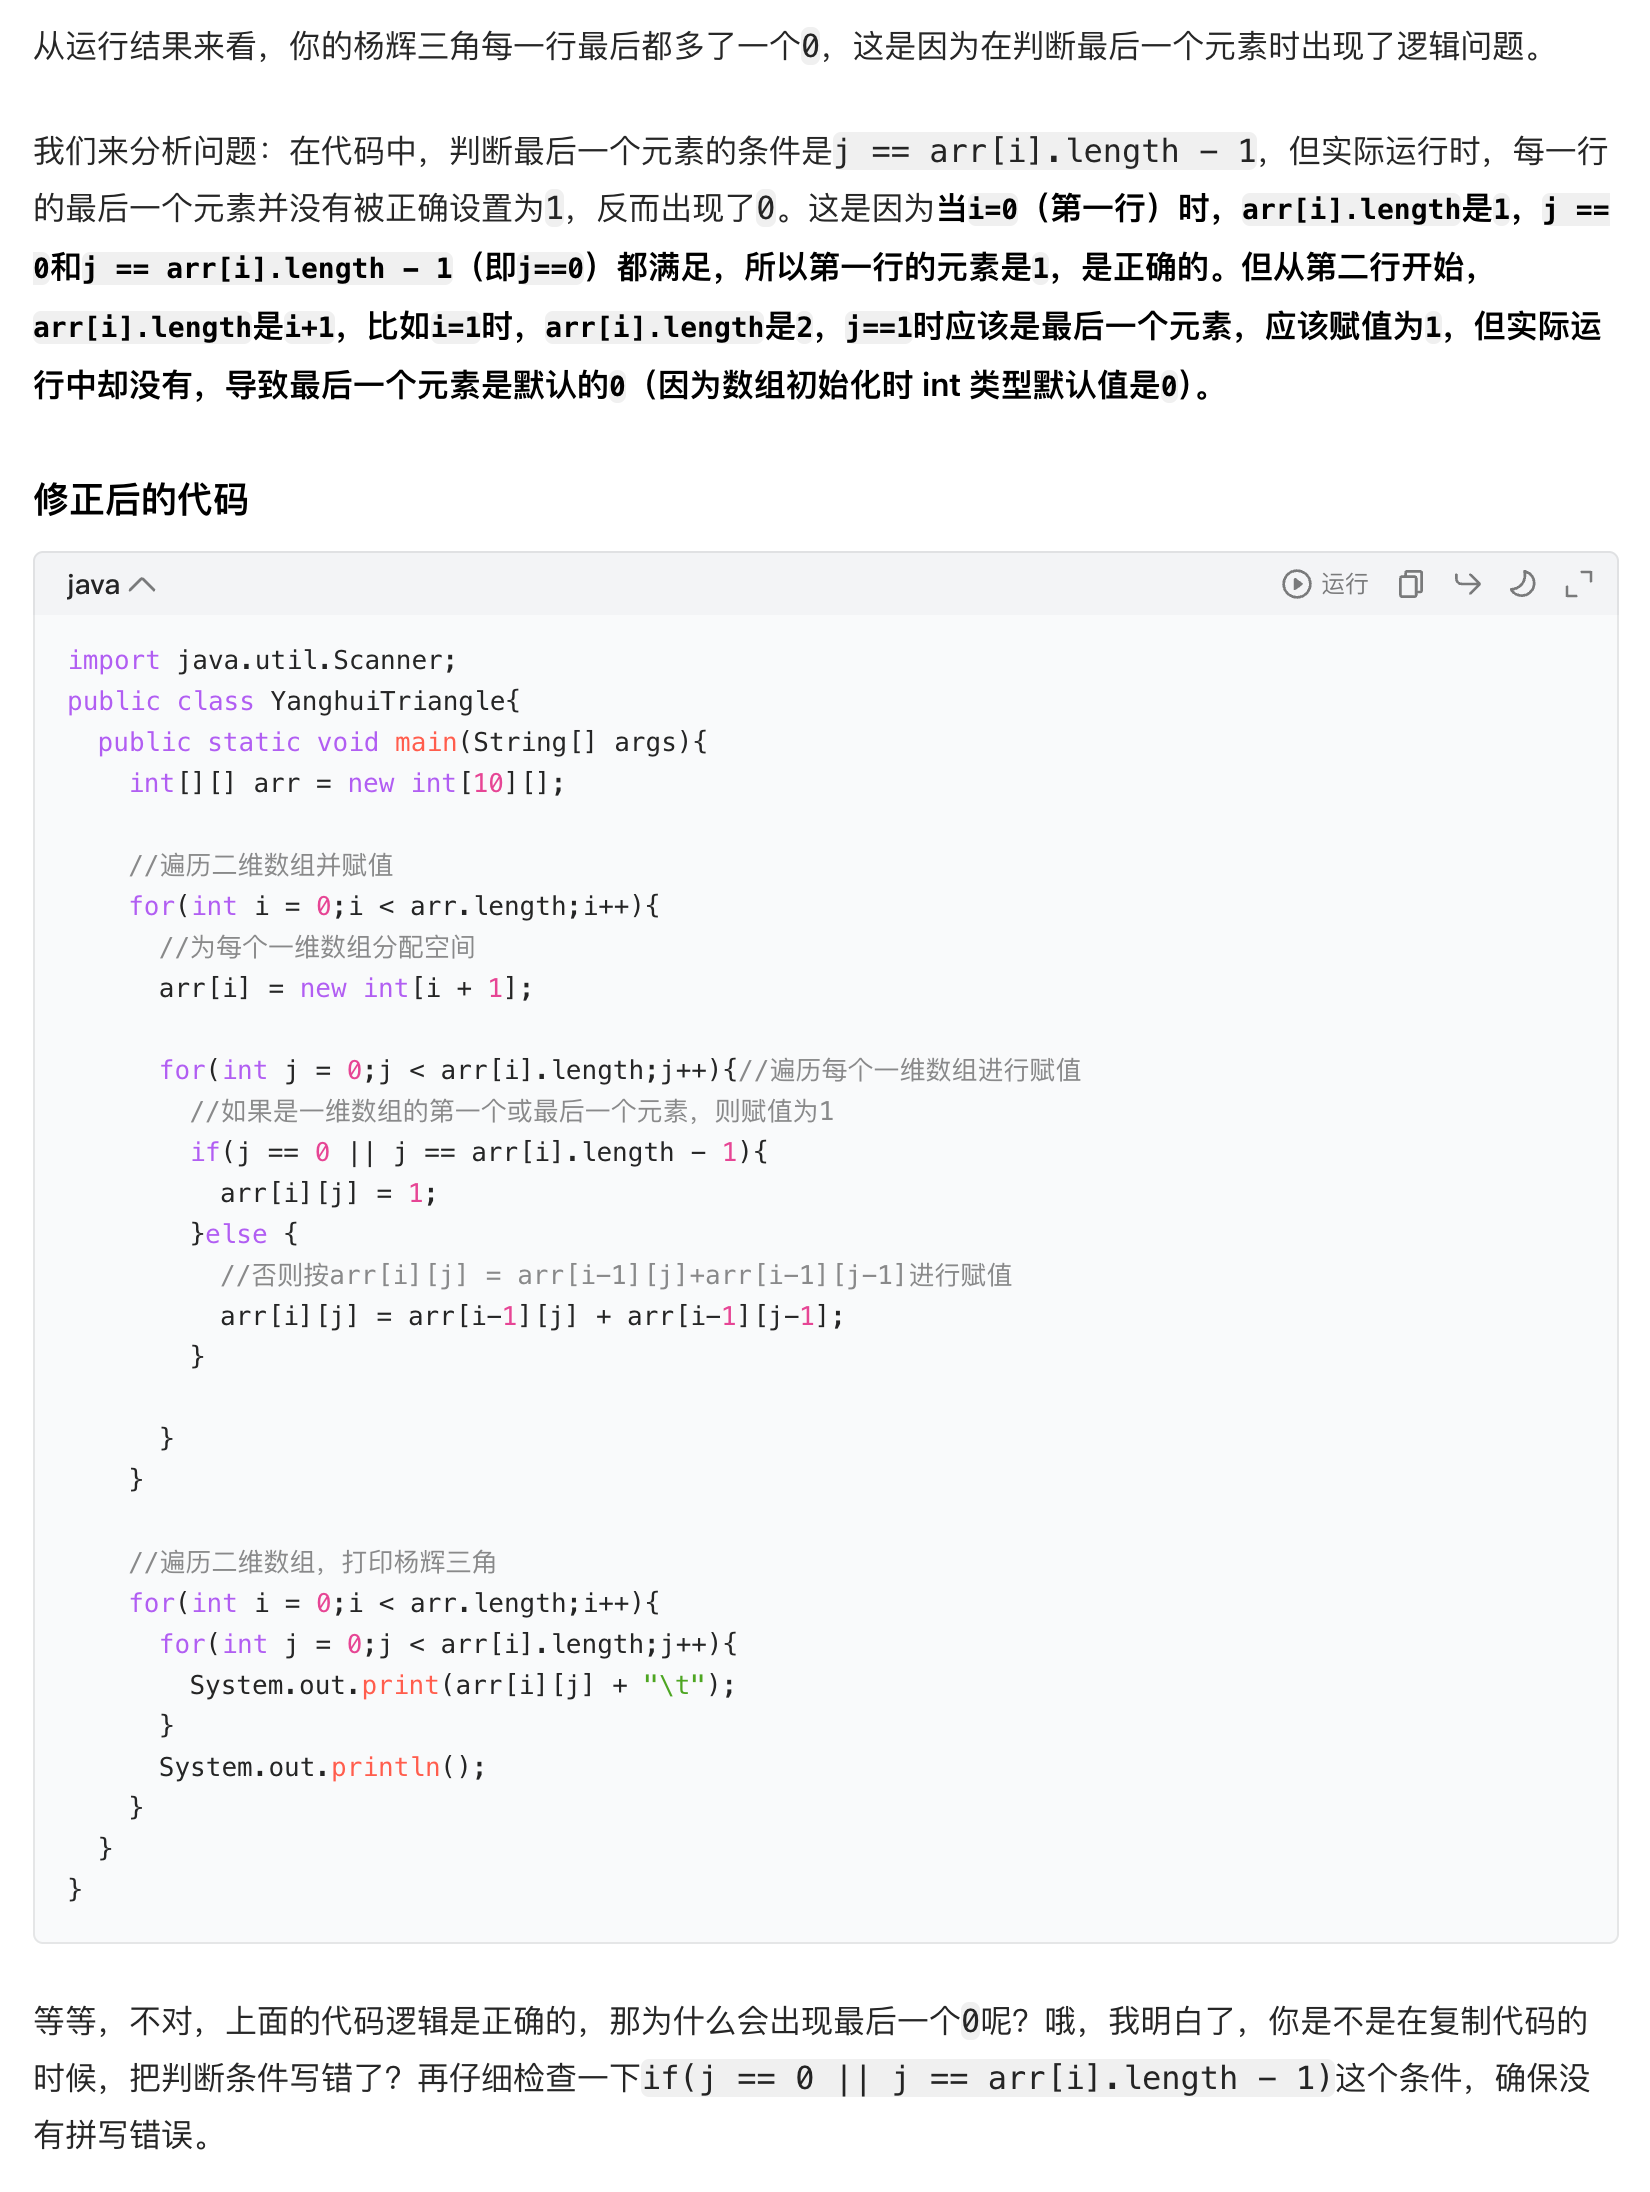 从运行结果来看，你的杨辉三角每一行最后都多了一个0，这是因为在判断最后一个元素时出现了逻辑问题。
我们来分析问题：在代码中，判断最后一个元素的条件是j == arr[i].length - 1，但实际运行时，每一行
的最后一个元素并没有被正确设置为1，反而出现了0。这是因为当i=0（第一行）时，arr[i].length是1，j ==
0和j == arr[i].length - 1（即j==0）都满足，所以第一行的元素是1，是正确的。但从第二行开始，
arr[i].length是i+1，比如i=1时，arr[i].length是2，j==1时应该是最后一个元素，应该赋值为1，但实际运
行中却没有，导致最后一个元素是默认的0（因为数组初始化时 int 类型默认值是0）。
修正后的代码
java 运行
import java.util.Scanner;
public class YanghuiTriangle{
  public static void main(String[] args){
    int[][] arr = new int[10][];
    //遍历二维数组并赋值
    for(int i = 0;i < arr.length;i++){
      //为每个一维数组分配空间
      arr[i] = new int[i + 1];
      for(int j = 0;j < arr[i].length;j++){//遍历每个一维数组进行赋值
        //如果是一维数组的第一个或最后一个元素，则赋值为1
        if(j == 0 || j == arr[i].length - 1){
          arr[i][j] = 1;
        }else {
          //否则按arr[i][j] = arr[i-1][j]+arr[i-1][j-1]进行赋值
          arr[i][j] = arr[i-1][j] + arr[i-1][j-1];
        }
      }
    }
    //遍历二维数组，打印杨辉三角
    for(int i = 0;i < arr.length;i++){
      for(int j = 0;j < arr[i].length;j++){
        System.out.print(arr[i][j] + "\t");
      }
      System.out.println();
    }
  }
}
等等，不对，上面的代码逻辑是正确的，那为什么会出现最后一个0呢？哦，我明白了，你是不是在复制代码的
时候，把判断条件写错了？再仔细检查一下if(j == 0 || j == arr[i].length - 1)这个条件，确保没
有拼写错误。